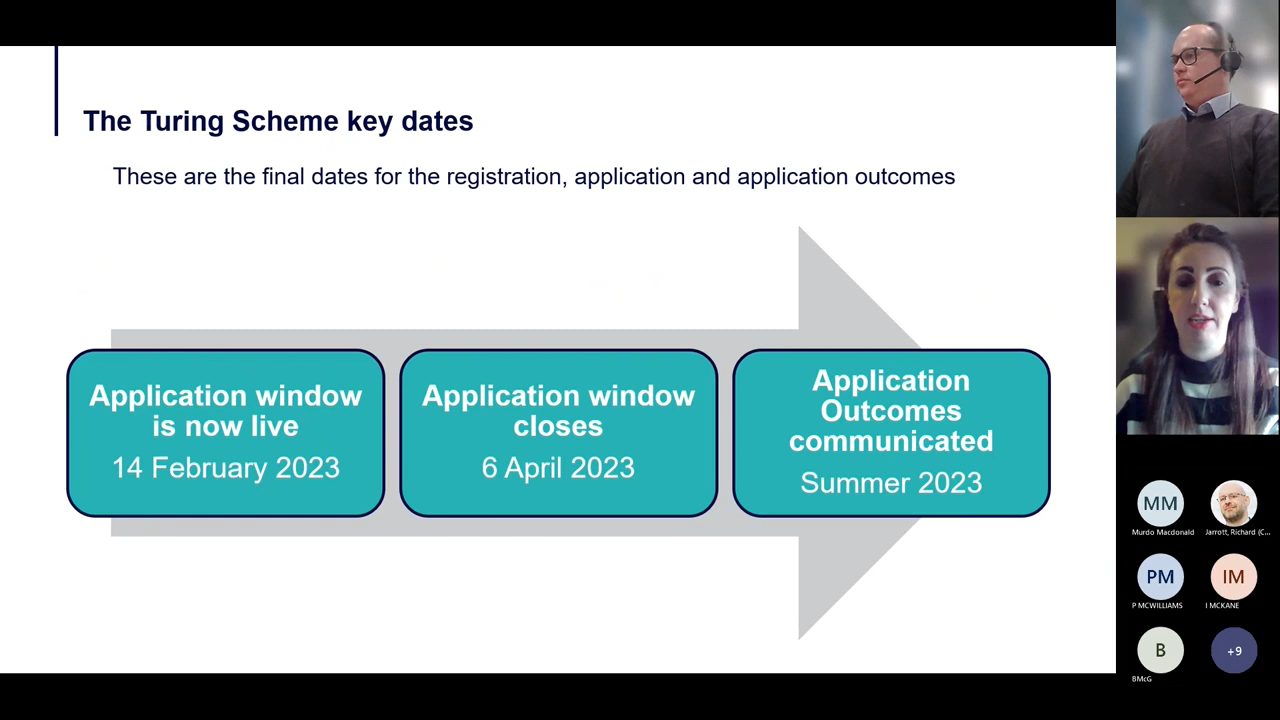 The Turing Scheme key dates
These are the final dates for the registration, application and application outcomes
Application window
is now live
14 February 2023
Application window
closes
6 April 2023
Application
Outcomes
communicated
Summer 2023
MM
Murdo Macdonald
Jarrott, Richard (C...
PM
P MCWILLIAMS
IM
I MCKANE
B
BMcG
+9